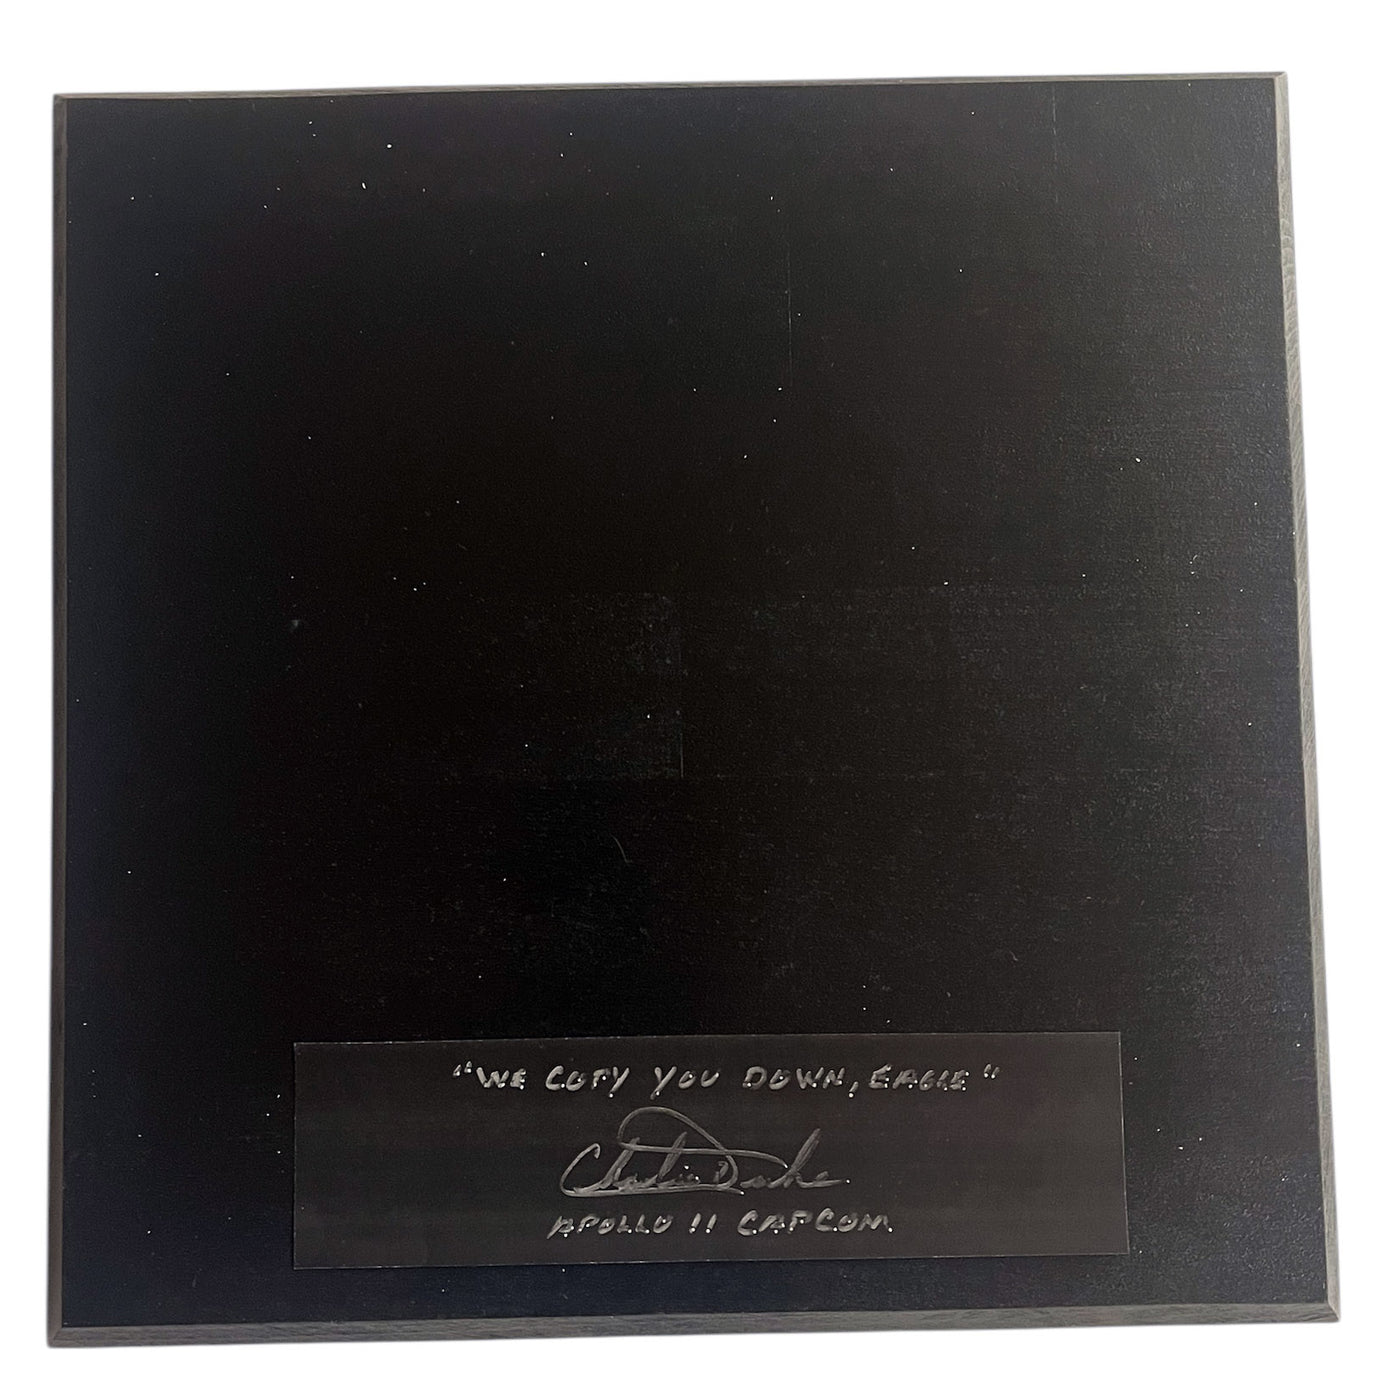 "WE COPY YOU DOWN, EAGLE"
Charlie Duke
APOLLO 11 CAPCOM